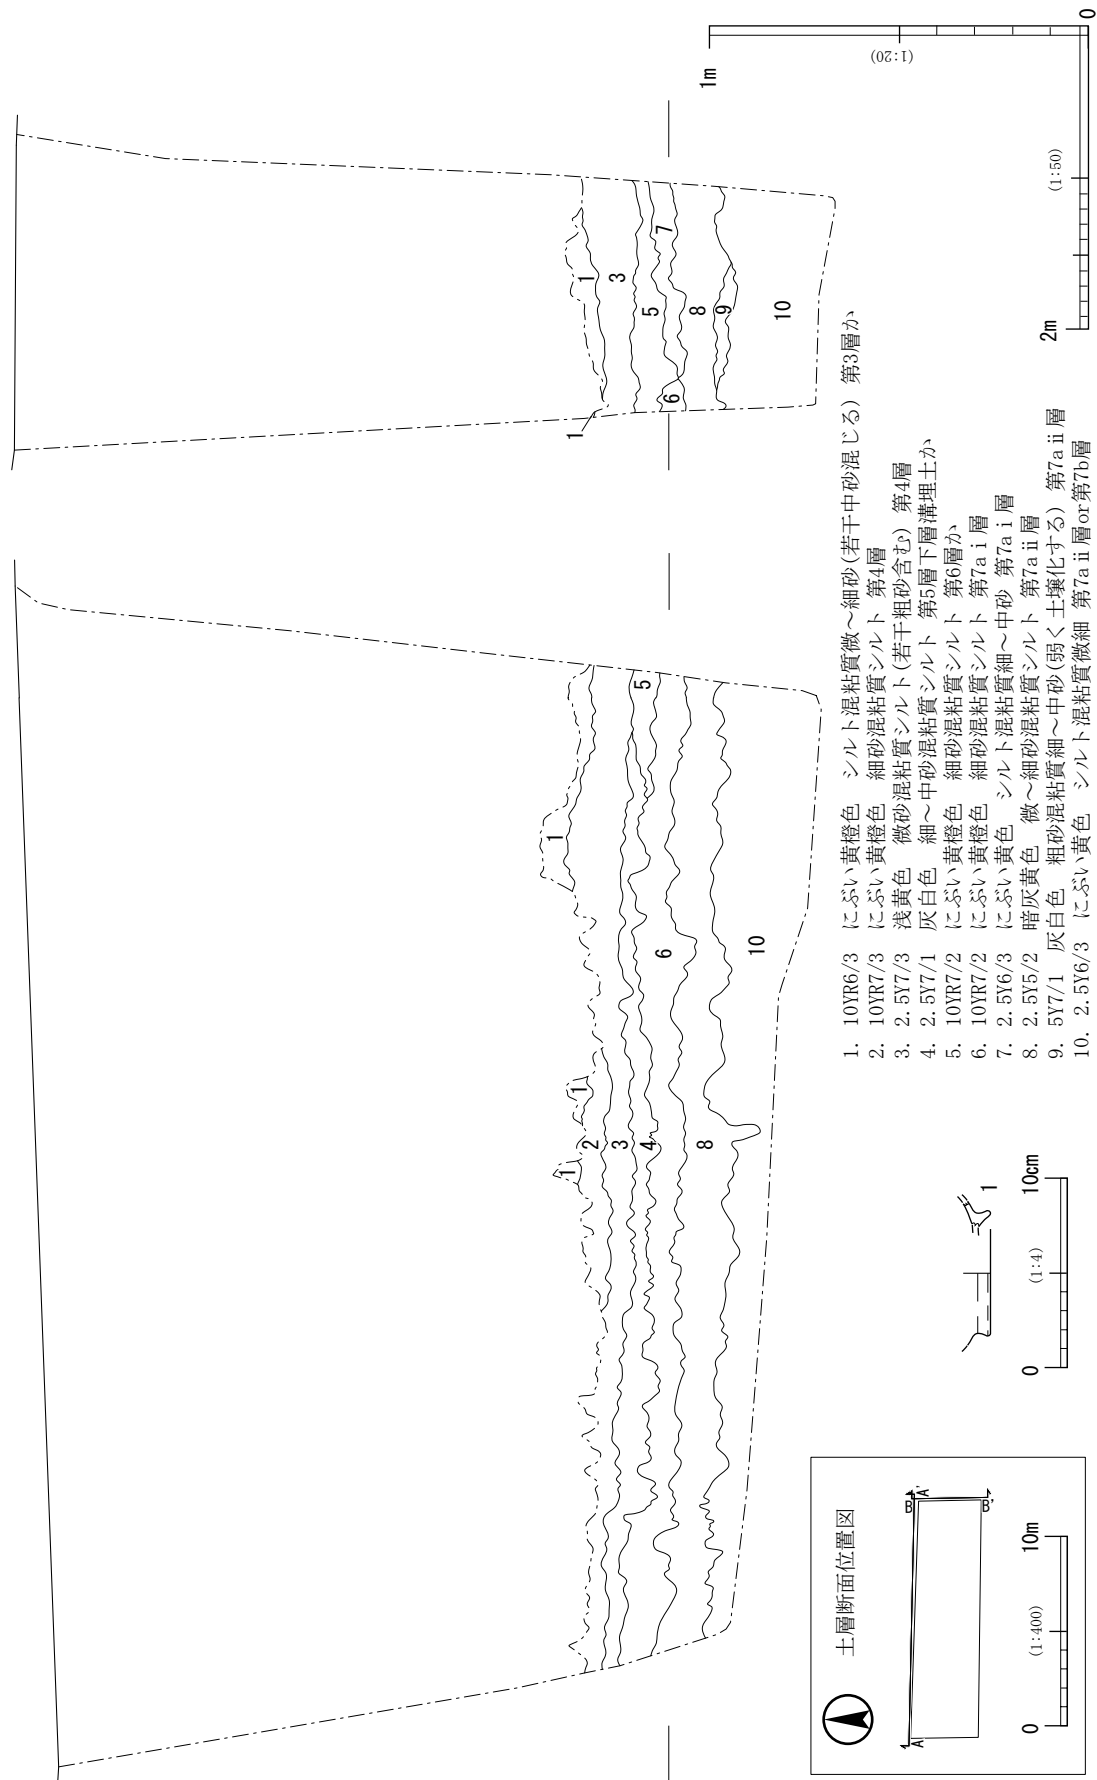 1
2
1
3
1
4
5
6
8
10
1
1
3
5
7
6
8
9
10
1m
(1:20)
0
(1:50)
2m
1. 10YR6/3 にぶい黄橙色 シルト混粘質微～細砂(若干中砂混じる) 第3層か
2. 10YR7/3 にぶい黄橙色 細砂混粘質シルト 第4層
3. 2.5Y7/3 浅黄色 微砂混粘質シルト(若干粗砂含む) 第4層
4. 2.5Y7/1 灰白色 細～中砂混粘質シルト 第5層下層溝埋土か
5. 10YR7/2 にぶい黄橙色 細砂混粘質シルト 第6層か
6. 10YR7/2 にぶい黄橙色 細砂混粘質シルト 第7aⅰ層
7. 2.5Y6/3 にぶい黄色 シルト混粘質細～中砂 第7aⅰ層
8. 2.5Y5/2 暗灰黄色 微～細砂混粘質シルト 第7aⅱ層
9. 5Y7/1 灰白色 粗砂混粘質細～中砂(弱く土壌化する) 第7aⅱ層
10. 2.5Y6/3 にぶい黄色 シルト混粘質微細 第7aⅱ層or第7b層
1
0
(1:4)
10cm
土層断面位置図
A
A'
B
B'
0
(1:400)
10m